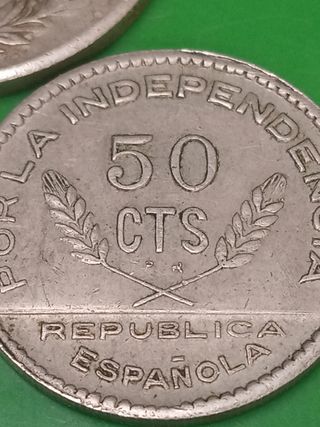 POR LA INDEPENDENCIA
50
CTS
P R
REPUBLICA
ESPAÑOLA